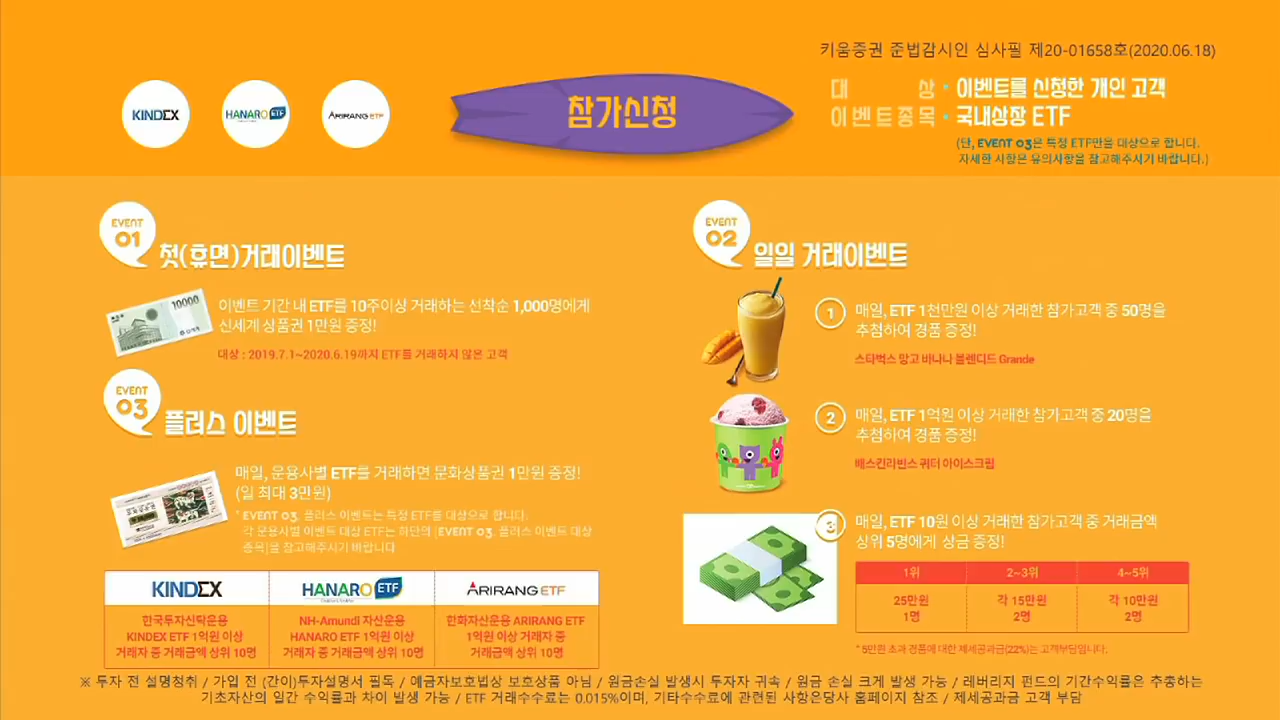 키움증권 준법감시인 심사필 제20-01658호(2020.06.18)
KINDEX
HANARO ETF
ARIRANG ETF
참가신청
대 상 · 이벤트를 신청한 개인 고객
이벤트종목 · 국내상장 ETF
(단, EVENT 03은 특정 ETF만을 대상으로 합니다.
자세한 사항은 유의사항을 참고해주시기 바랍니다.)
EVENT
01
첫(휴면)거래이벤트
10000
이벤트 기간 내 ETF를 10주이상 거래하는 선착순 1,000명에게
신세계 상품권 1만원 증정!
대상 : 2019.7.1~2020.6.19까지 ETF를 거래하지 않은 고객
EVENT
03
플러스 이벤트
매일, 운용사별 ETF를 거래하면 문화상품권 1만원 증정!
(일 최대 3만원)
* EVENT 03. 플러스 이벤트는 특정 ETF를 대상으로 합니다.
각 운용사별 이벤트 대상 ETF는 하단의 [EVENT 03. 플러스 이벤트 대상
종목]을 참고해주시기 바랍니다
KINDEX
HANARO ETF
ARIRANG ETF
한국투자신탁운용
KINDEX ETF 1억원 이상
거래자 중 거래금액 상위 10명
NH-Amundi 자산운용
HANARO ETF 1억원 이상
거래자 중 거래금액 상위 10명
한화자산운용 ARIRANG ETF
1억원 이상 거래자 중
거래금액 상위 10명
EVENT
02
일일 거래이벤트
1
매일, ETF 1천만원 이상 거래한 참가고객 중 50명을
추첨하여 경품 증정!
스타벅스 망고 바나나 블렌디드 Grande
2
매일, ETF 1억원 이상 거래한 참가고객 중 20명을
추첨하여 경품 증정!
베스킨라빈스 쿼터 아이스크림
3
매일, ETF 10원 이상 거래한 참가고객 중 거래금액
상위 5명에게 상금 증정!
1위 2~3위 4~5위
25만원 각 15만원 각 10만원
1명 2명 2명
* 5만원 초과 경품에 대한 제세공과금(22%)는 고객부담입니다.
※ 투자 전 설명청취 / 가입 전 (간이)투자설명서 필독 / 예금자보호법상 보호상품 아님 / 원금손실 발생시 투자자 귀속 / 원금 손실 크게 발생 가능 / 레버리지 펀드의 기간수익률은 추종하는
기초자산의 일간 수익률과 차이 발생 가능 / ETF 거래수수료는 0.015%이며, 기타수수료에 관련된 사항은당사 홈페이지 참조 / 제세공과금 고객 부담